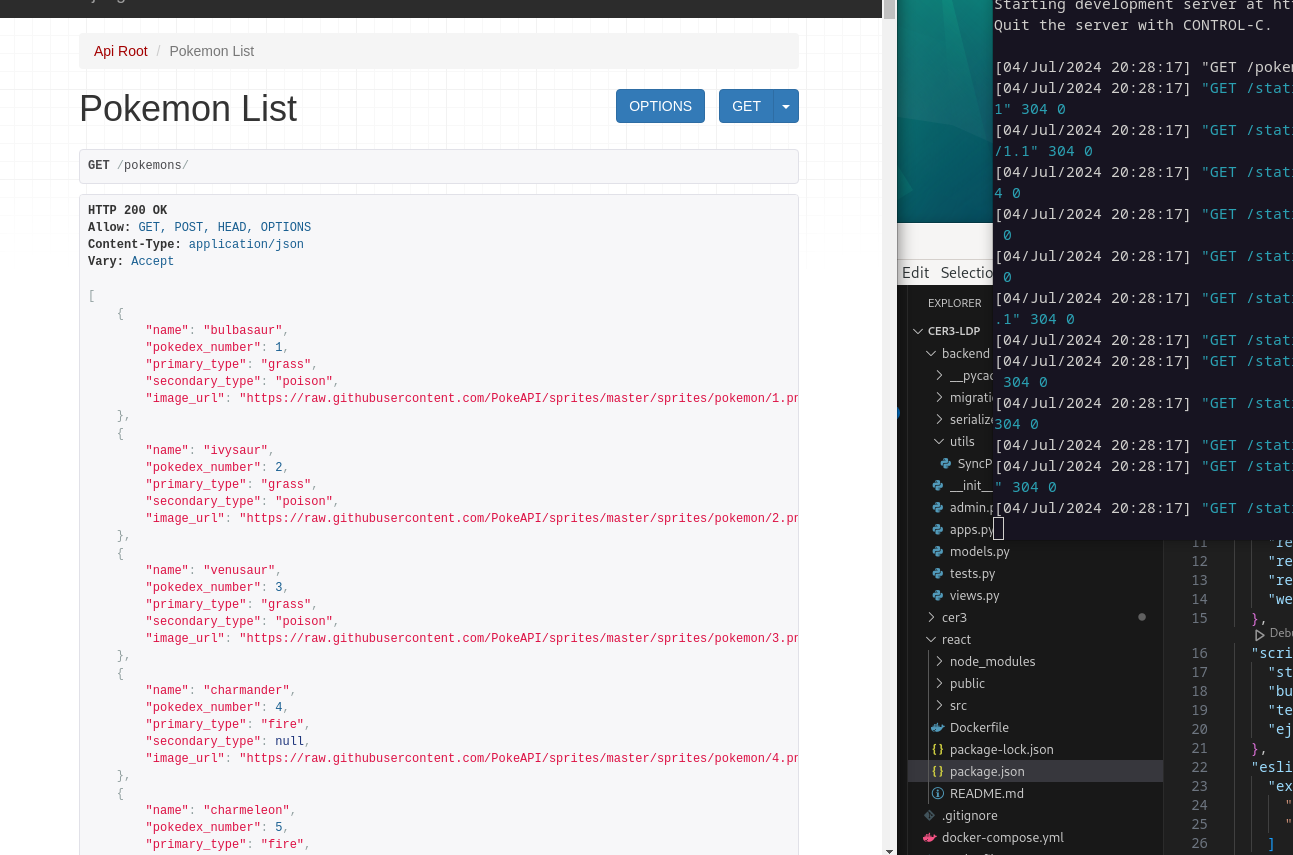 Api Root / Pokemon List
Pokemon List
OPTIONS
GET
GET /pokemons/
HTTP 200 OK
Allow: GET, POST, HEAD, OPTIONS
Content-Type: application/json
Vary: Accept
[
{
"name": "bulbasaur",
"pokedex_number": 1,
"primary_type": "grass",
"secondary_type": "poison",
"image_url": "https://raw.githubusercontent.com/PokeAPI/sprites/master/sprites/pokemon/1.pn
},
{
"name": "ivysaur",
"pokedex_number": 2,
"primary_type": "grass",
"secondary_type": "poison",
"image_url": "https://raw.githubusercontent.com/PokeAPI/sprites/master/sprites/pokemon/2.pn
},
{
"name": "venusaur",
"pokedex_number": 3,
"primary_type": "grass",
"secondary_type": "poison",
"image_url": "https://raw.githubusercontent.com/PokeAPI/sprites/master/sprites/pokemon/3.pn
},
{
"name": "charmander",
"pokedex_number": 4,
"primary_type": "fire",
"secondary_type": null,
"image_url": "https://raw.githubusercontent.com/PokeAPI/sprites/master/sprites/pokemon/4.pn
},
{
"name": "charmeleon",
"pokedex_number": 5,
"primary_type": "fire",
Starting development server at ht
Quit the server with CONTROL-C.
[04/Jul/2024 20:28:17] "GET /poke
[04/Jul/2024 20:28:17] "GET /stat
1" 304 0
[04/Jul/2024 20:28:17] "GET /stat
/1.1" 304 0
[04/Jul/2024 20:28:17] "GET /stat
4 0
[04/Jul/2024 20:28:17] "GET /stat
0
[04/Jul/2024 20:28:17] "GET /stat
0
[04/Jul/2024 20:28:17] "GET /stat
.1" 304 0
[04/Jul/2024 20:28:17] "GET /stat
[04/Jul/2024 20:28:17] "GET /stat
304 0
[04/Jul/2024 20:28:17] "GET /stat
304 0
[04/Jul/2024 20:28:17] "GET /stat
[04/Jul/2024 20:28:17] "GET /stat
" 304 0
[04/Jul/2024 20:28:17] "GET /stat
Edit Selectio
EXPLORER
CER3-LDP
backend
__pycac
migrati
serialize
utils
SyncP
__init__
admin.p
apps.py
models.py
tests.py
views.py
cer3
react
node_modules
public
src
Dockerfile
package-lock.json
package.json
README.md
.gitignore
docker-compose.yml
11 "re
12 "re
13 "re
14 "we
15 },
Debu
16 "scri
17 "st
18 "bu
19 "te
20 "ej
21 },
22 "esli
23 "ex
24 "
25 "
26 ]